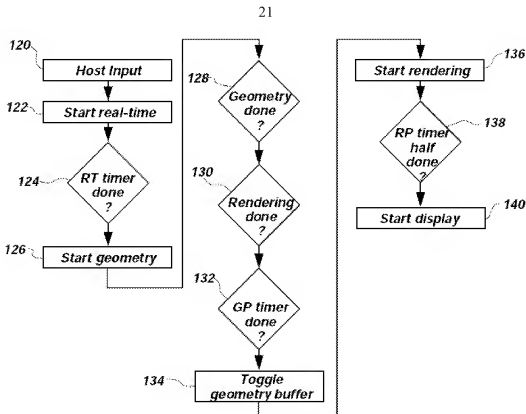 21
120
Host Input
122
Start real-time
124
RT timer
done
?
126
Start geometry
128
Geometry
done
?
130
Rendering
done
?
132
GP timer
done
?
134
Toggle
geometry buffer
136
Start rendering
138
RP timer
half
done
?
140
Start display